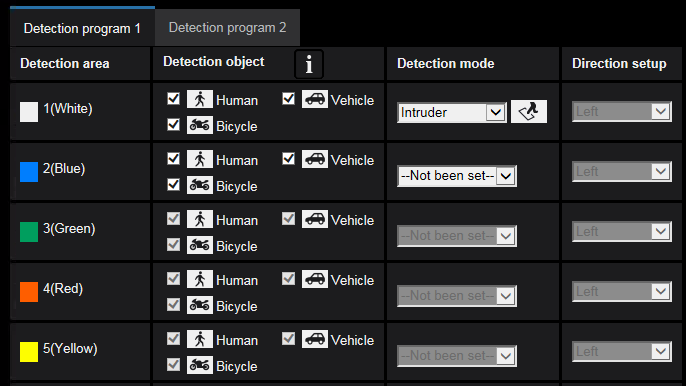 Detection program 1 Detection program 2
Detection area Detection object i Detection mode Direction setup
1(White) Human Vehicle Intruder Left
Bicycle
2(Blue) Human Vehicle --Not been set-- Left
Bicycle
3(Green) Human Vehicle --Not been set-- Left
Bicycle
4(Red) Human Vehicle --Not been set-- Left
Bicycle
5(Yellow) Human Vehicle --Not been set-- Left
Bicycle